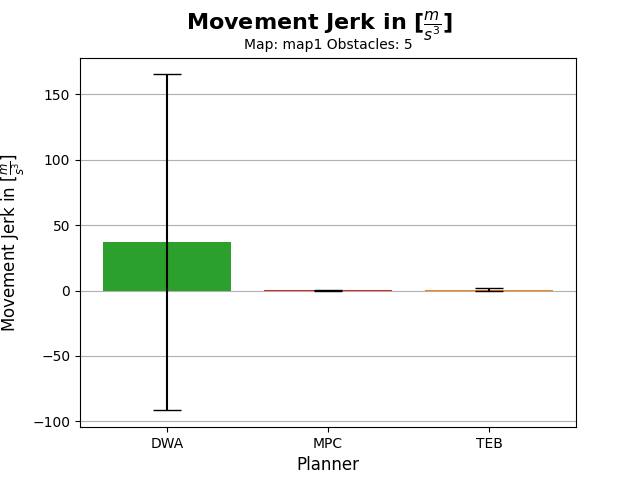 Movement Jerk in [m/s³]
Map: map1 Obstacles: 5
Movement Jerk in [m/s³]
150
100
50
0
−50
−100
DWA MPC TEB
Planner